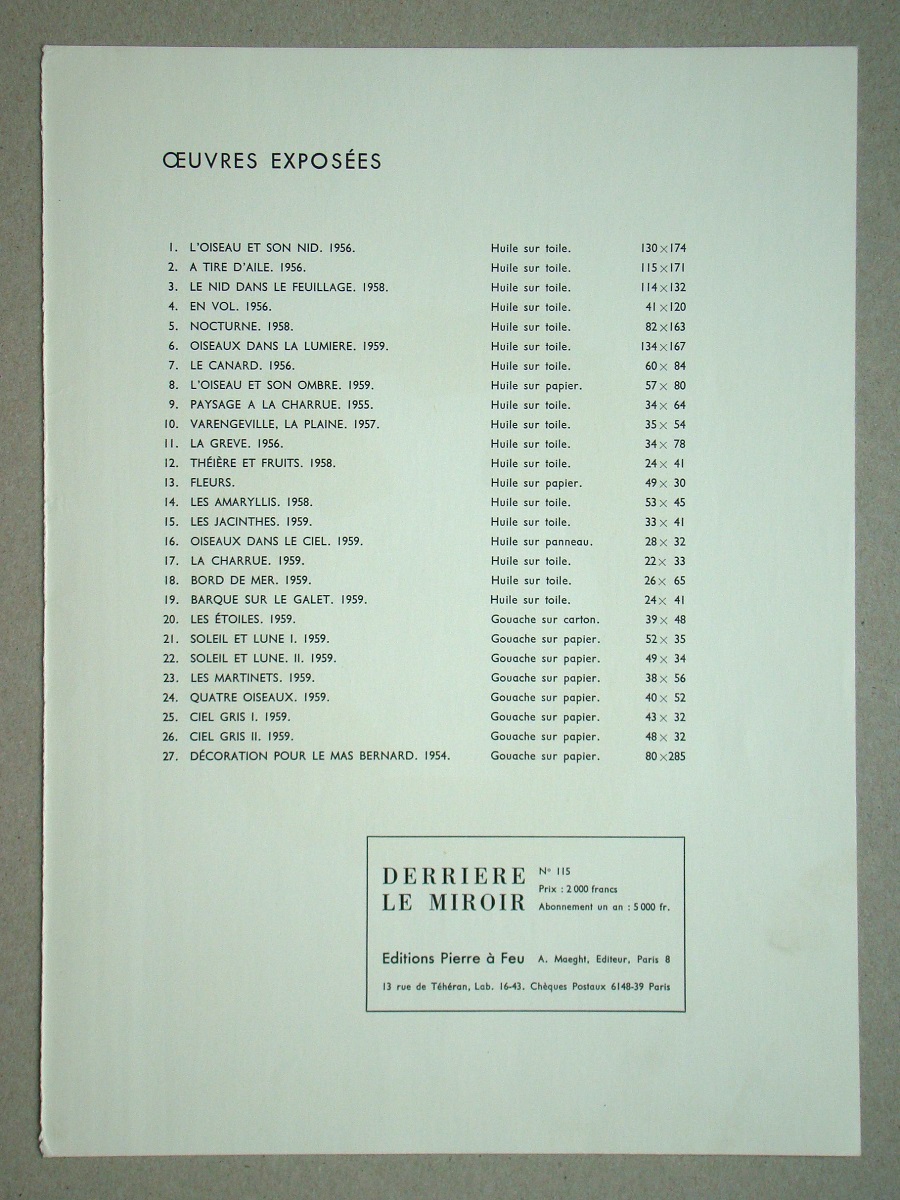 ŒUVRES EXPOSÉES
1. L'OISEAU ET SON NID. 1956. Huile sur toile. 130 × 174
2. A TIRE D'AILE. 1956. Huile sur toile. 115 × 171
3. LE NID DANS LE FEUILLAGE. 1958. Huile sur toile. 114 × 132
4. EN VOL. 1956. Huile sur toile. 41 × 120
5. NOCTURNE. 1958. Huile sur toile. 82 × 163
6. OISEAUX DANS LA LUMIERE. 1959. Huile sur toile. 134 × 167
7. LE CANARD. 1956. Huile sur toile. 60 × 84
8. L'OISEAU ET SON OMBRE. 1959. Huile sur papier. 57 × 80
9. PAYSAGE A LA CHARRUE. 1955. Huile sur toile. 34 × 64
10. VARENGEVILLE, LA PLAINE. 1957. Huile sur toile. 35 × 54
11. LA GREVE. 1956. Huile sur toile. 34 × 78
12. THÉIÈRE ET FRUITS. 1958. Huile sur toile. 24 × 41
13. FLEURS. Huile sur papier. 49 × 30
14. LES AMARYLLIS. 1958. Huile sur toile. 53 × 45
15. LES JACINTHES. 1959. Huile sur toile. 33 × 41
16. OISEAUX DANS LE CIEL. 1959. Huile sur panneau. 28 × 32
17. LA CHARRUE. 1959. Huile sur toile. 22 × 33
18. BORD DE MER. 1959. Huile sur toile. 26 × 65
19. BARQUE SUR LE GALET. 1959. Huile sur toile. 24 × 41
20. LES ÉTOILES. 1959. Gouache sur carton. 39 × 48
21. SOLEIL ET LUNE I. 1959. Gouache sur papier. 52 × 35
22. SOLEIL ET LUNE. II. 1959. Gouache sur papier. 49 × 34
23. LES MARTINETS. 1959. Gouache sur papier. 38 × 56
24. QUATRE OISEAUX. 1959. Gouache sur papier. 40 × 52
25. CIEL GRIS I. 1959. Gouache sur papier. 43 × 32
26. CIEL GRIS II. 1959. Gouache sur papier. 48 × 32
27. DÉCORATION POUR LE MAS BERNARD. 1954. Gouache sur papier. 80 × 285
DERRIERE
LE MIROIR
N° 115
Prix : 2 000 francs
Abonnement un an : 5 000 fr.
Editions Pierre à Feu A. Maeght, Editeur, Paris 8
13 rue de Téhéran, Lab. 16-43. Chèques Postaux 6148-39 Paris